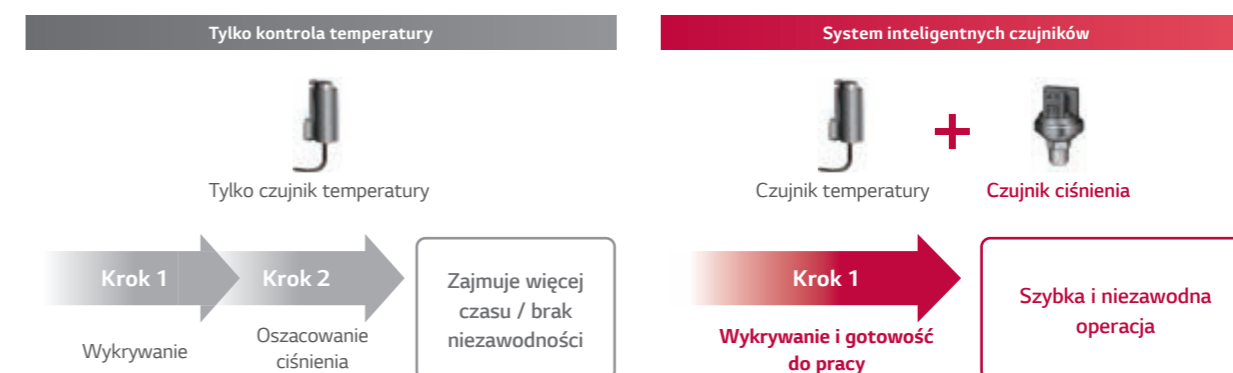 Tylko kontrola temperatury
Tylko czujnik temperatury
Krok 1
Krok 2
Wykrywanie
Oszacowanie
ciśnienia
Zajmuje więcej
czasu / brak
niezawodności
System inteligentnych czujników
Czujnik temperatury
+
Czujnik ciśnienia
Krok 1
Wykrywanie i gotowość
do pracy
Szybka i niezawodna
operacja